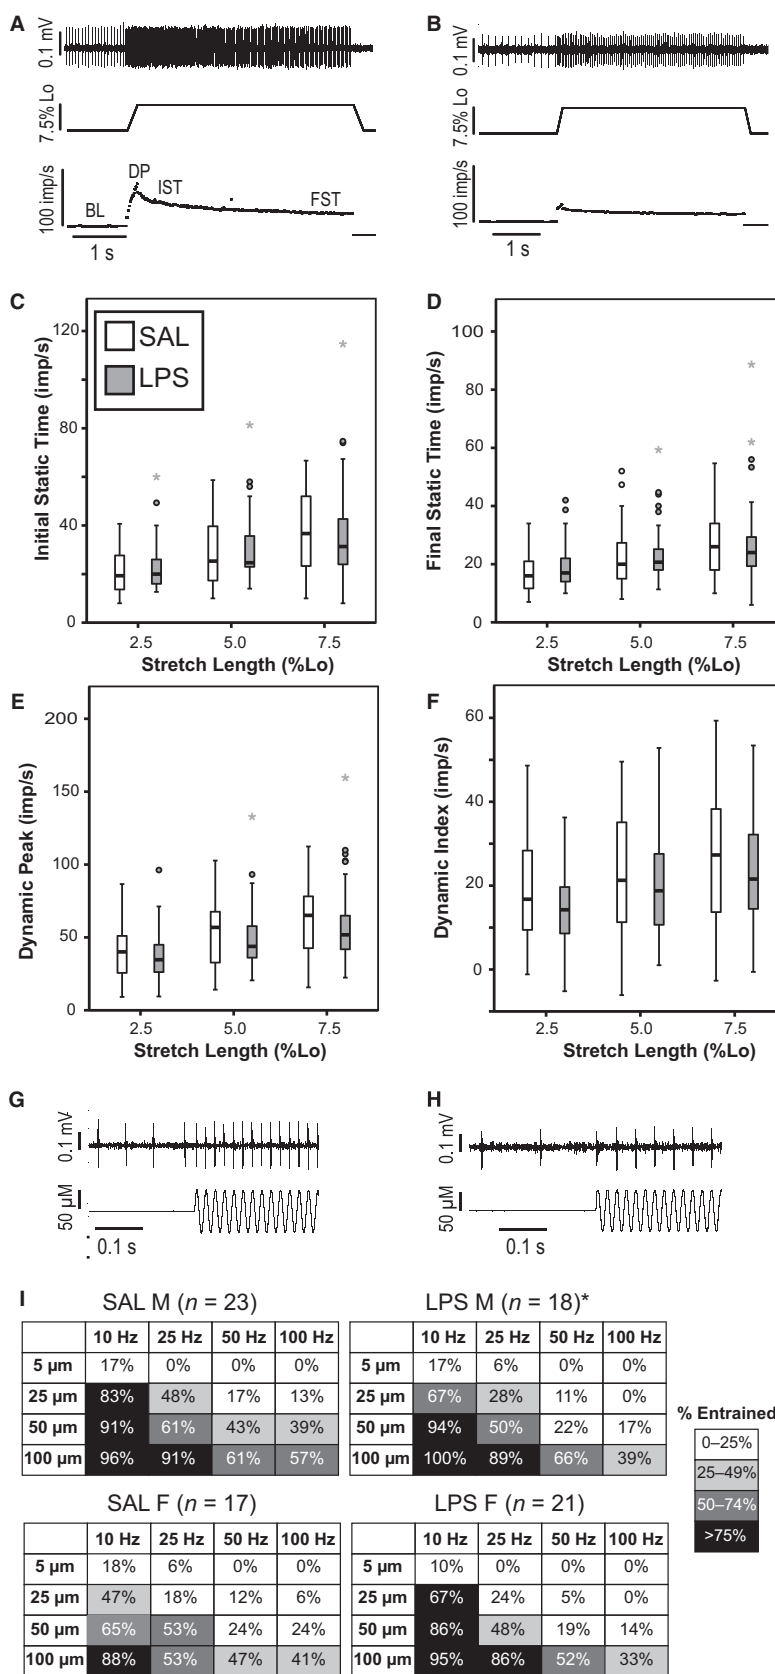 A
B
0.1 mV
0.1 mV
7.5% Lo
7.5% Lo
100 imp/s
DP
IST
BL
FST
1 s
100 imp/s
1 s
C
Initial Static Time (imp/s)
120
80
40
0
SAL
LPS
*
*
*
2.5 5.0 7.5
Stretch Length (%Lo)
D
Final Static Time (imp/s)
100
80
60
40
20
0
*
*
*
2.5 5.0 7.5
Stretch Length (%Lo)
E
Dynamic Peak (imp/s)
200
150
100
50
0
*
*
2.5 5.0 7.5
Stretch Length (%Lo)
F
Dynamic Index (imp/s)
60
40
20
0
2.5 5.0 7.5
Stretch Length (%Lo)
G
0.1 mV
50 µM
0.1 s
H
0.1 mV
50 µM
0.1 s
I
SAL M (n = 23)
10 Hz 25 Hz 50 Hz 100 Hz
5 µm 17% 0% 0% 0%
25 µm 83% 48% 17% 13%
50 µm 91% 61% 43% 39%
100 µm 96% 91% 61% 57%
LPS M (n = 18)*
10 Hz 25 Hz 50 Hz 100 Hz
5 µm 17% 6% 0% 0%
25 µm 67% 28% 11% 0%
50 µm 94% 50% 22% 17%
100 µm 100% 89% 66% 39%
% Entrained
0–25%
25–49%
50–74%
>75%
SAL F (n = 17)
10 Hz 25 Hz 50 Hz 100 Hz
5 µm 18% 6% 0% 0%
25 µm 47% 18% 12% 6%
50 µm 65% 53% 24% 24%
100 µm 88% 53% 47% 41%
LPS F (n = 21)
10 Hz 25 Hz 50 Hz 100 Hz
5 µm 10% 0% 0% 0%
25 µm 67% 24% 5% 0%
50 µm 86% 48% 19% 14%
100 µm 95% 86% 52% 33%